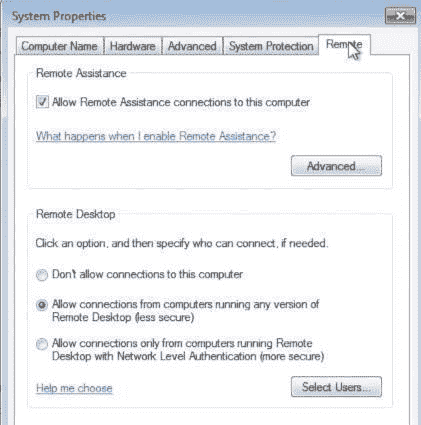 System Properties
Computer Name
Hardware
Advanced
System Protection
Remote
Remote Assistance
Allow Remote Assistance connections to this computer
What happens when I enable Remote Assistance?
Advanced...
Remote Desktop
Click an option, and then specify who can connect, if needed.
Don't allow connections to this computer
Allow connections from computers running any version of
Remote Desktop (less secure)
Allow connections only from computers running Remote
Desktop with Network Level Authentication (more secure)
Help me choose
Select Users...